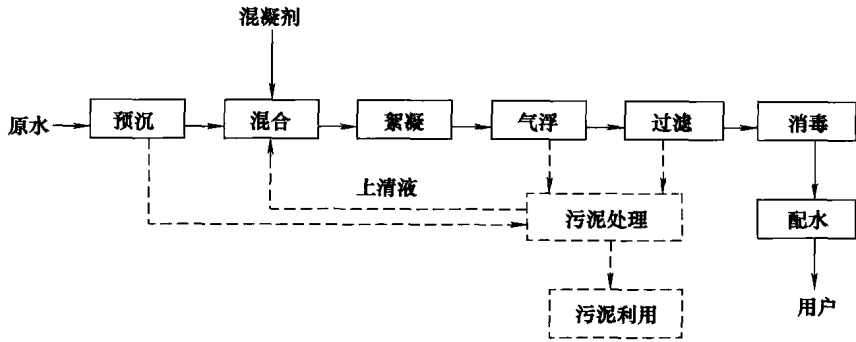 混凝剂
原水
预沉
混合
絮凝
气浮
过滤
消毒
上清液
污泥处理
配水
污泥利用
用户